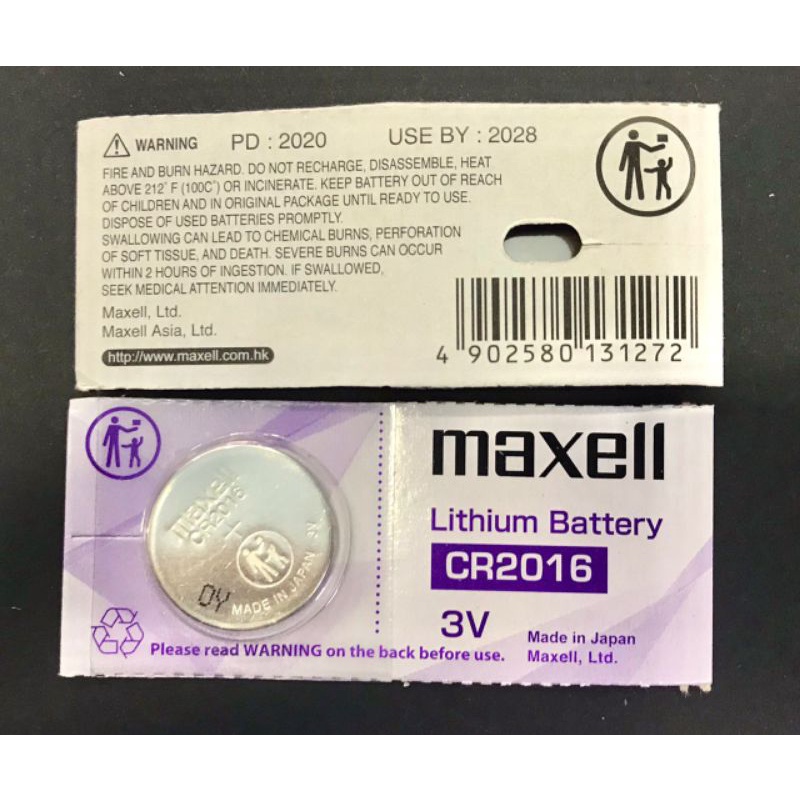 WARNING PD : 2020 USE BY : 2028
FIRE AND BURN HAZARD. DO NOT RECHARGE, DISASSEMBLE, HEAT
ABOVE 212° F (100C°) OR INCINERATE. KEEP BATTERY OUT OF REACH
OF CHILDREN AND IN ORIGINAL PACKAGE UNTIL READY TO USE.
DISPOSE OF USED BATTERIES PROMPTLY.
SWALLOWING CAN LEAD TO CHEMICAL BURNS, PERFORATION
OF SOFT TISSUE, AND DEATH. SEVERE BURNS CAN OCCUR
WITHIN 2 HOURS OF INGESTION. IF SWALLOWED,
SEEK MEDICAL ATTENTION IMMEDIATELY.
Maxell, Ltd.
Maxell Asia, Ltd.
http://www.maxell.com.hk
4 902580 131272
maxell
CR2016
+
3V
MADE IN JAPAN
DY
maxell
Lithium Battery
CR2016
3V
Made in Japan
Maxell, Ltd.
Please read WARNING on the back before use.